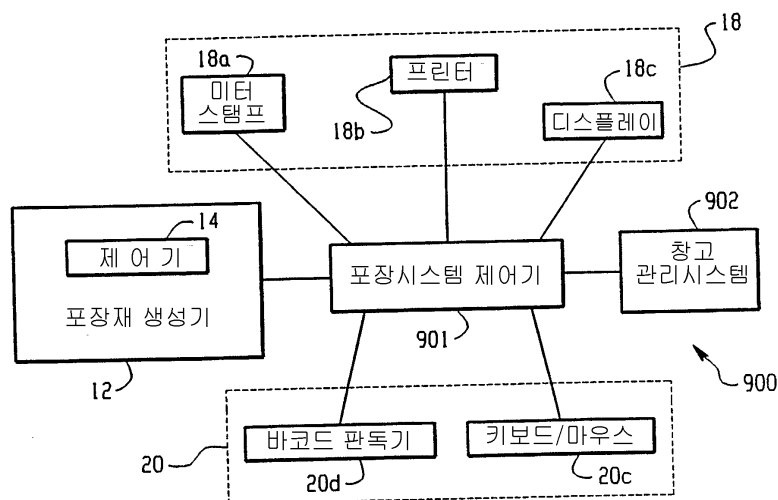 18
18a
미터
스탬프
프린터
18b
18c
디스플레이
14
제 어 기
포장재 생성기
12
포장시스템 제어기
901
902
창고
관리시스템
900
20
바코드 판독기
20d
키보드/마우스
20c